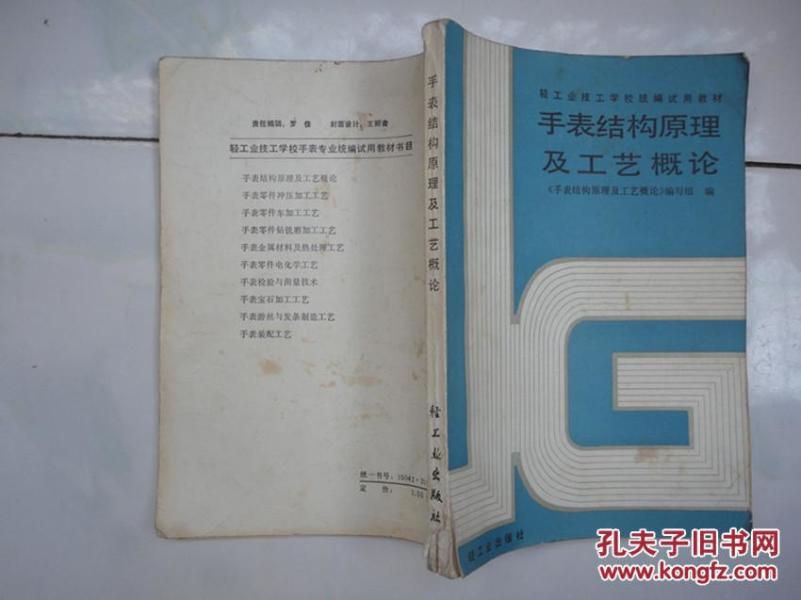 责任编辑:罗 俊 封面设计:王丽俞
轻工业技工学校手表专业统编试用教材书目
手表结构原理及工艺概论
手表零件冲压加工工艺
手表零件车加工工艺
手表零件钻铣磨加工工艺
手表金属材料及热处理工艺
手表零件电化学工艺
手表检验与测量技术
手表宝石加工工艺
手表游丝与发条制造工艺
手表装配工艺
统一书号:15042·
定 价:
手表结构原理及工艺概论
轻工业出版社
轻工业技工学校统编试用教材
手表结构原理
及工艺概论
《手表结构原理及工艺概论》编写组 编
轻工业出版社
孔夫子旧书网
www.kongfz.com